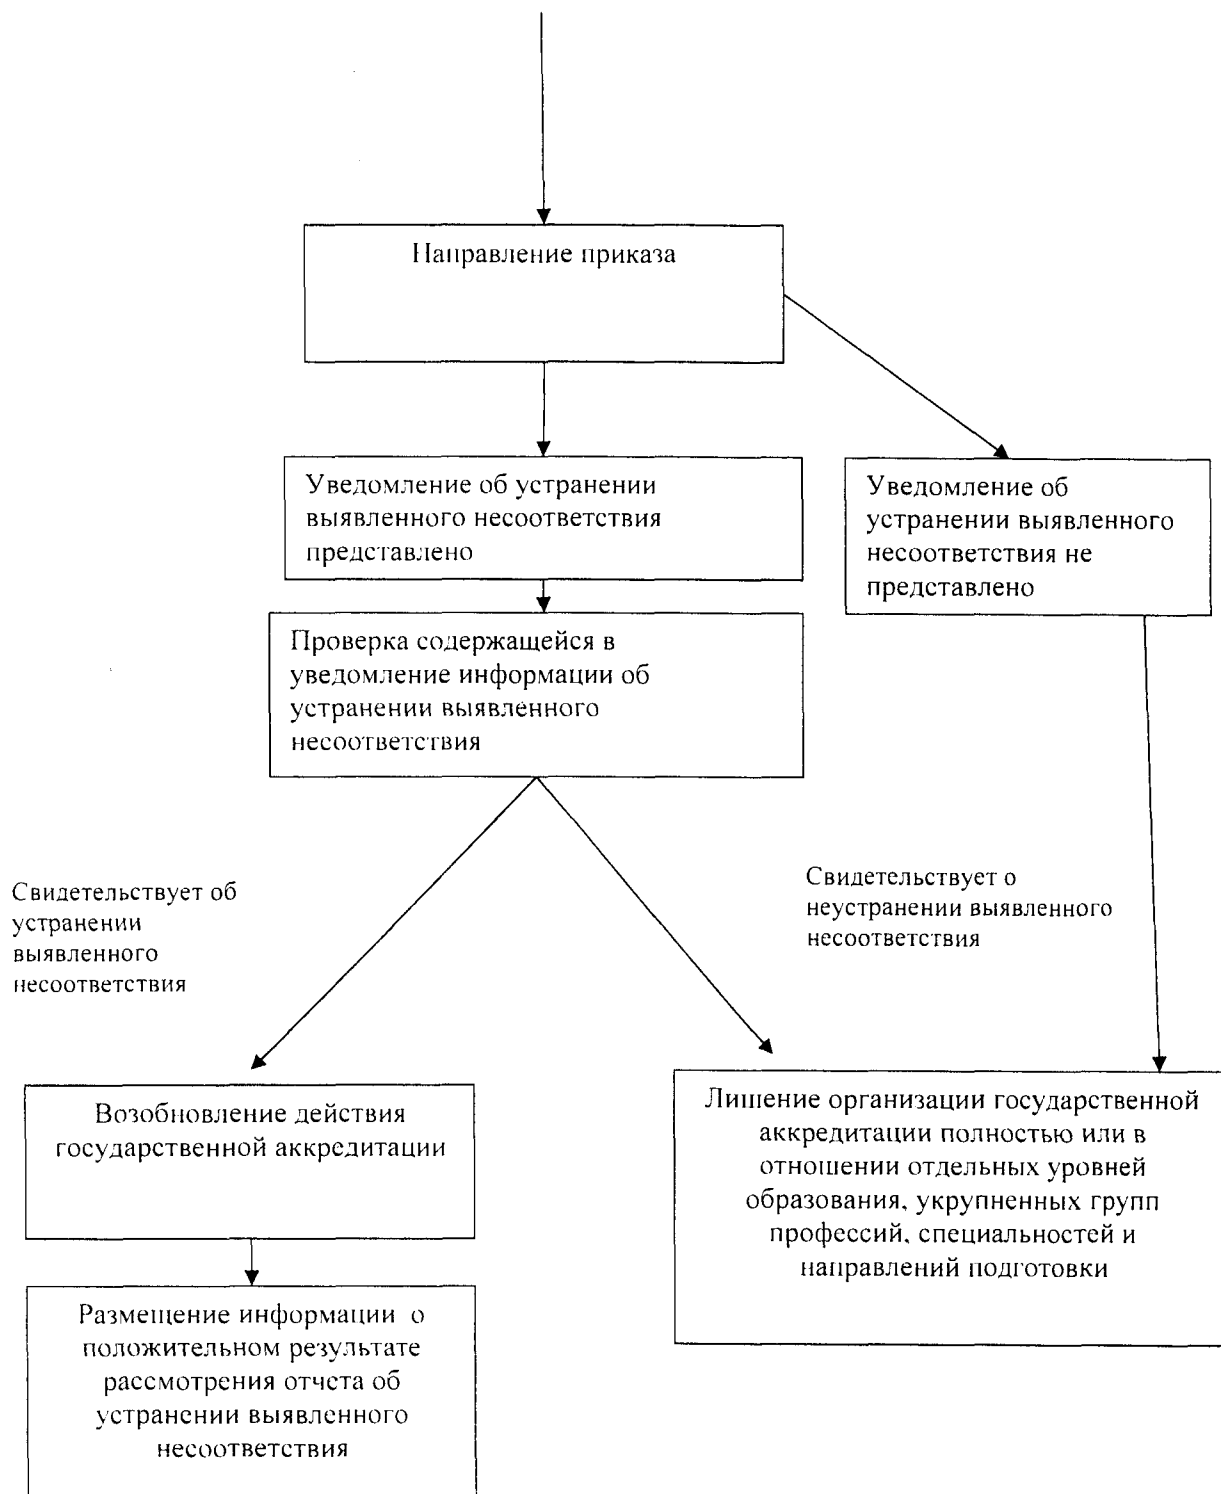 Направление приказа
Уведомление об устранении
выявленного несоответствия
представлено
Уведомление об
устранении выявленного
несоответствия не
представлено
Проверка содержащейся в
уведомление информации об
устранении выявленного
несоответствия
Свидетельствует об
устранении
выявленного
несоответствия
Свидетельствует о
неустранении выявленного
несоответствия
Возобновление действия
государственной аккредитации
Лишение организации государственной
аккредитации полностью или в
отношении отдельных уровней
образования, укрупненных групп
профессий, специальностей и
направлений подготовки
Размещение информации о
положительном результате
рассмотрения отчета об
устранении выявленного
несоответствия